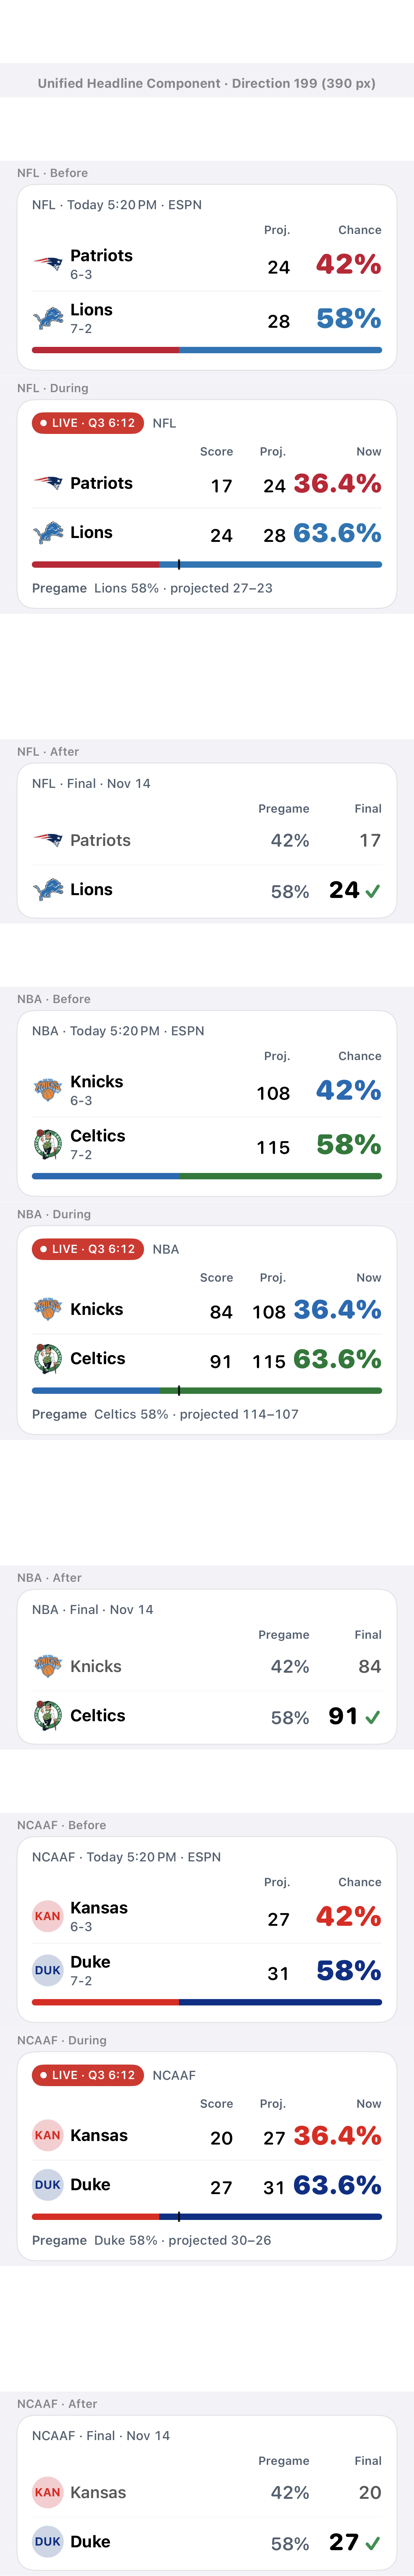 Unified Headline Component · Direction 199 (390 px)
NFL · Before
NFL · Today 5:20 PM · ESPN
Proj. Chance
Patriots 24 42%
6-3
Lions 28 58%
7-2
NFL · During
LIVE · Q3 6:12 NFL
Score Proj. Now
Patriots 17 24 36.4%
Lions 24 28 63.6%
Pregame Lions 58% · projected 27–23
NFL · After
NFL · Final · Nov 14
Pregame Final
Patriots 42% 17
Lions 58% 24
NBA · Before
NBA · Today 5:20 PM · ESPN
Proj. Chance
Knicks 108 42%
6-3
Celtics 115 58%
7-2
NBA · During
LIVE · Q3 6:12 NBA
Score Proj. Now
Knicks 84 108 36.4%
Celtics 91 115 63.6%
Pregame Celtics 58% · projected 114–107
NBA · After
NBA · Final · Nov 14
Pregame Final
Knicks 42% 84
Celtics 58% 91
NCAAF · Before
NCAAF · Today 5:20 PM · ESPN
Proj. Chance
KAN Kansas 27 42%
6-3
DUK Duke 31 58%
7-2
NCAAF · During
LIVE · Q3 6:12 NCAAF
Score Proj. Now
KAN Kansas 20 27 36.4%
DUK Duke 27 31 63.6%
Pregame Duke 58% · projected 30–26
NCAAF · After
NCAAF · Final · Nov 14
Pregame Final
KAN Kansas 42% 20
DUK Duke 58% 27